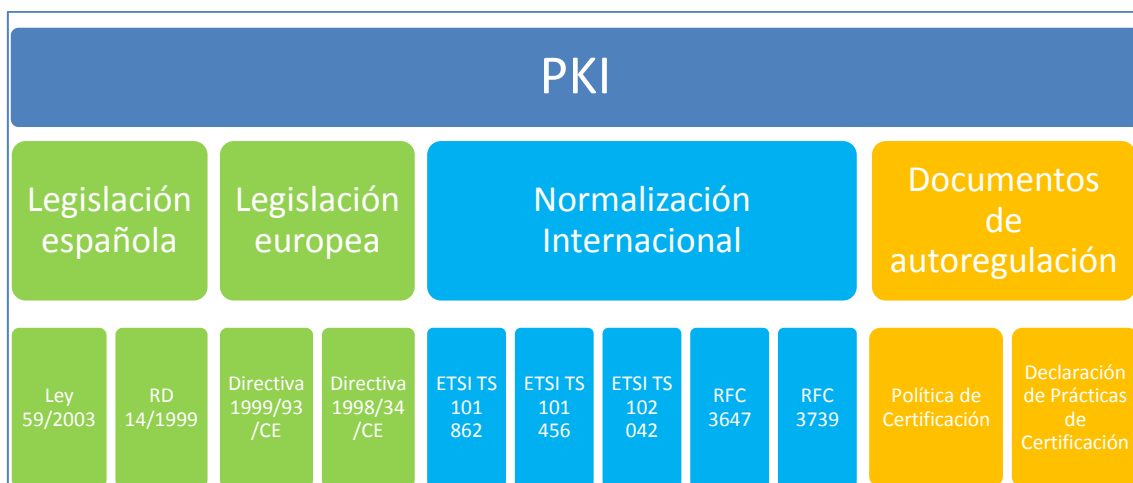 PKI
Legislación
española
Legislación
europea
Normalización
Internacional
Documentos
de
autoregulación
Ley
59/2003
RD
14/1999
Directiva
1999/93
/CE
Directiva
1998/34
/CE
ETSI TS
101
862
ETSI TS
101
456
ETSI TS
102
042
RFC
3647
RFC
3739
Política de
Certificación
Declaración
de Prácticas
de
Certificación